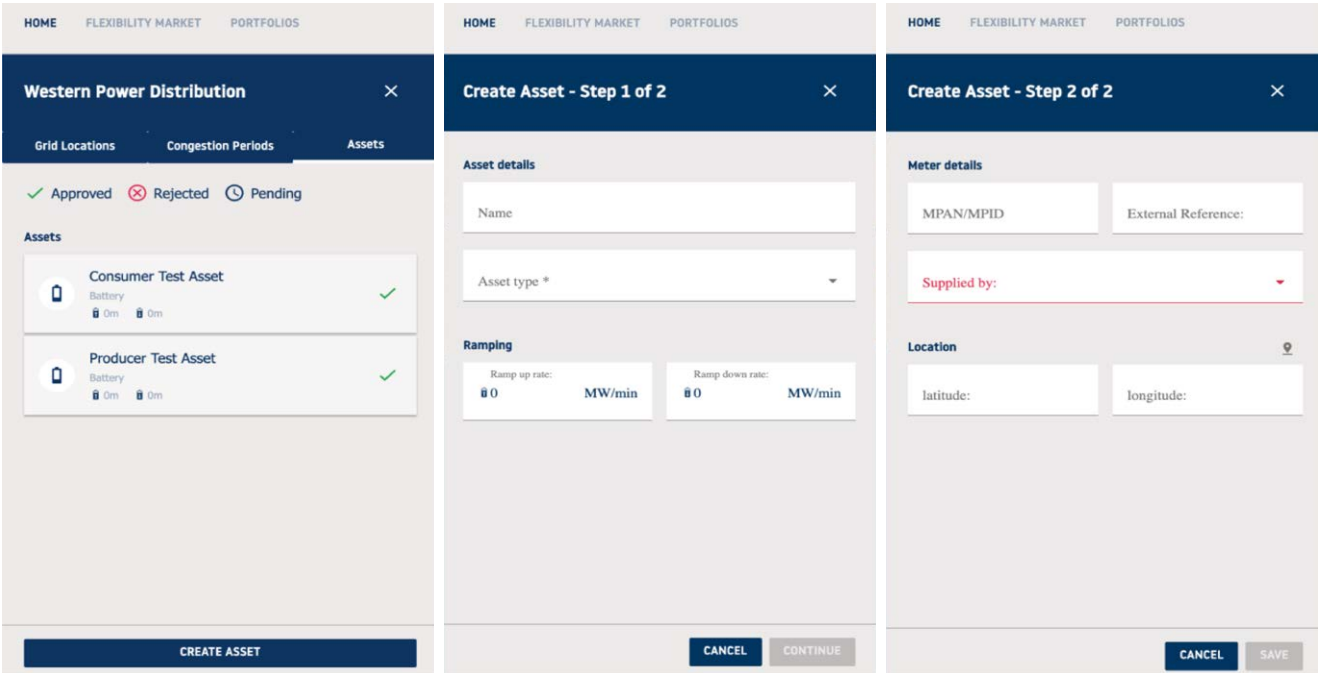 HOME FLEXIBILITY MARKET PORTFOLIOS
Western Power Distribution
Grid Locations Congestion Periods Assets
Approved Rejected Pending
Assets
Consumer Test Asset
Battery
0m 0m
Producer Test Asset
Battery
0m 0m
CREATE ASSET
HOME FLEXIBILITY MARKET PORTFOLIOS
Create Asset - Step 1 of 2
Asset details
Name
Asset type *
Ramping
Ramp up rate: Ramp down rate:
0 MW/min 0 MW/min
CANCEL CONTINUE
HOME FLEXIBILITY MARKET PORTFOLIOS
Create Asset - Step 2 of 2
Meter details
MPAN/MPID External Reference:
Supplied by:
Location
latitude: longitude:
CANCEL SAVE